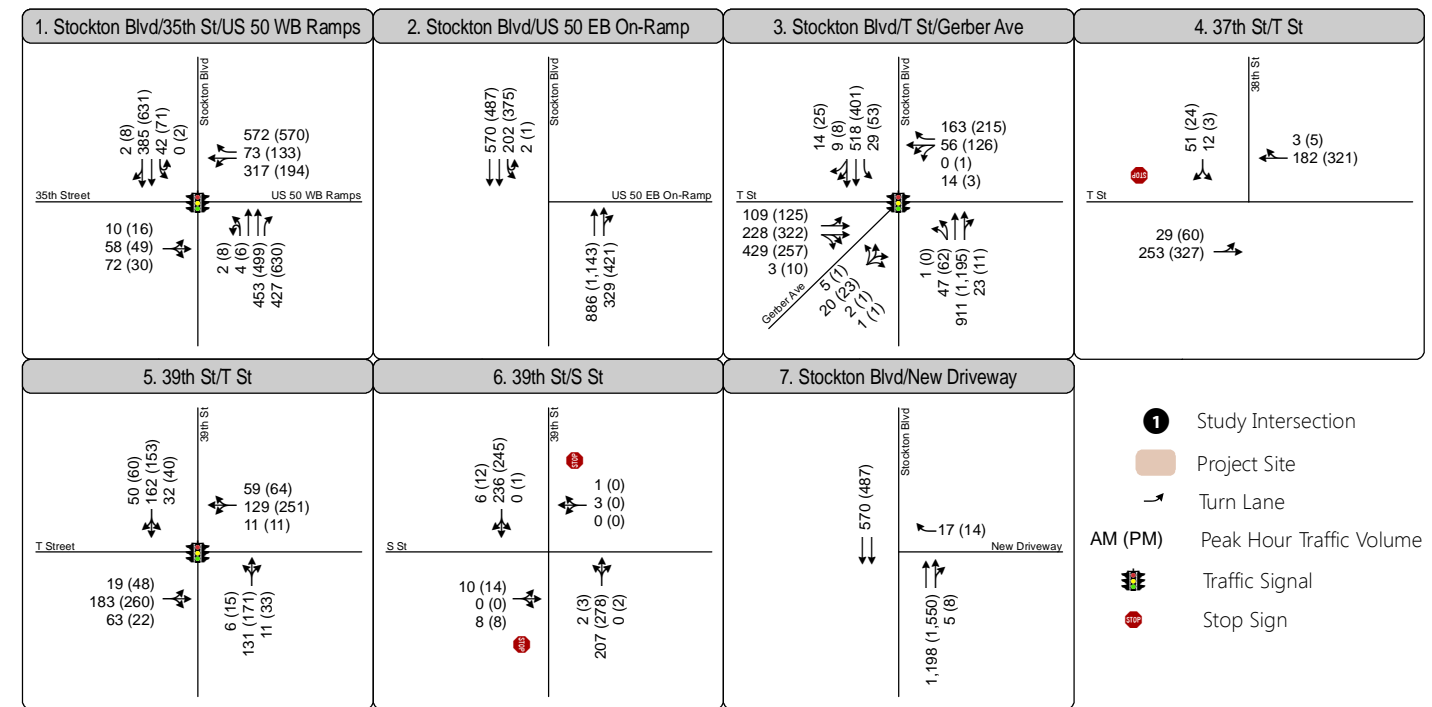 1. Stockton Blvd/35th St/US 50 WB Ramps
Stockton Blvd
2 (8)
385 (631)
42 (71)
0 (2)
572 (570)
73 (133)
317 (194)
35th Street
US 50 WB Ramps
10 (16)
58 (49)
72 (30)
2 (8)
4 (6)
453 (499)
427 (630)
2. Stockton Blvd/US 50 EB On-Ramp
570 (487)
202 (375)
2 (1)
US 50 EB On-Ramp
886 (1,143)
329 (421)
3. Stockton Blvd/T St/Gerber Ave
Stockton Blvd
14 (25)
9 (8)
518 (401)
29 (53)
163 (215)
56 (126)
0 (1)
14 (3)
T St
109 (125)
228 (322)
429 (257)
3 (10)
Gerber Ave
5 (1)
20 (23)
2 (1)
1 (1)
1 (0)
47 (62)
911 (1,195)
23 (11)
4. 37th St/T St
38th St
51 (24)
12 (3)
3 (5)
182 (321)
STOP
T St
29 (60)
253 (327)
5. 39th St/T St
39th St
50 (60)
162 (153)
32 (40)
59 (64)
129 (251)
11 (11)
T Street
19 (48)
183 (260)
63 (22)
6 (15)
131 (171)
11 (33)
6. 39th St/S St
39th St
6 (12)
236 (245)
0 (1)
STOP
1 (0)
3 (0)
0 (0)
S St
10 (14)
0 (0)
8 (8)
STOP
2 (3)
207 (278)
0 (2)
7. Stockton Blvd/New Driveway
Stockton Blvd
570 (487)
17 (14)
New Driveway
1,198 (1,550)
5 (8)
1 Study Intersection
Project Site
Turn Lane
AM (PM) Peak Hour Traffic Volume
Traffic Signal
STOP Stop Sign